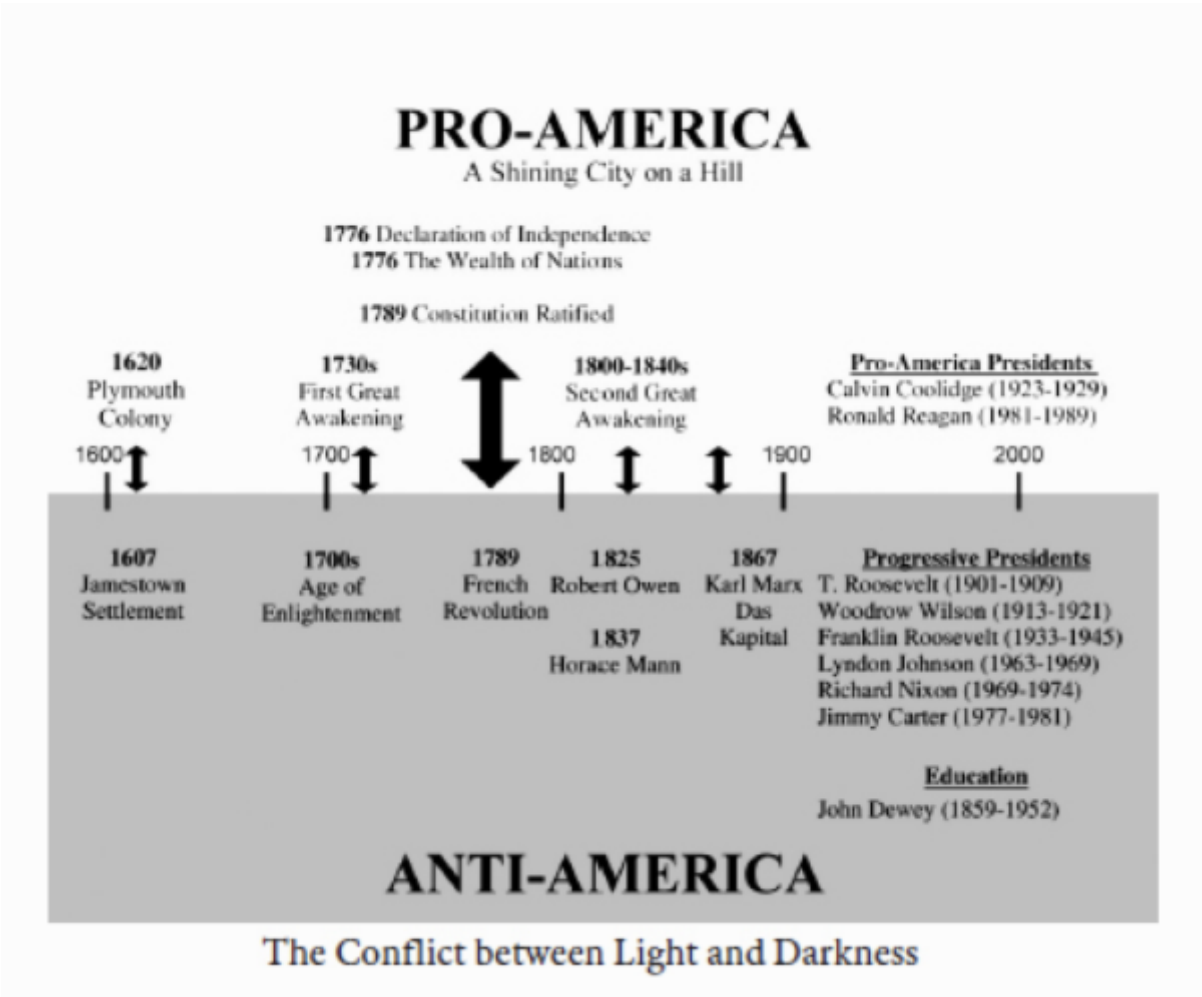 PRO-AMERICA
A Shining City on a Hill
1776 Declaration of Independence
1776 The Wealth of Nations
1789 Constitution Ratified
1620
Plymouth
Colony
1730s
First Great
Awakening
1800-1840s
Second Great
Awakening
Pro-America Presidents
Calvin Coolidge (1923-1929)
Ronald Reagan (1981-1989)
1600
1700
1800
1900
2000
1607
Jamestown
Settlement
1700s
Age of
Enlightenment
1789
French
Revolution
1825
Robert Owen
1837
Horace Mann
1867
Karl Marx
Das
Kapital
Progressive Presidents
T. Roosevelt (1901-1909)
Woodrow Wilson (1913-1921)
Franklin Roosevelt (1933-1945)
Lyndon Johnson (1963-1969)
Richard Nixon (1969-1974)
Jimmy Carter (1977-1981)
Education
John Dewey (1859-1952)
ANTI-AMERICA
The Conflict between Light and Darkness